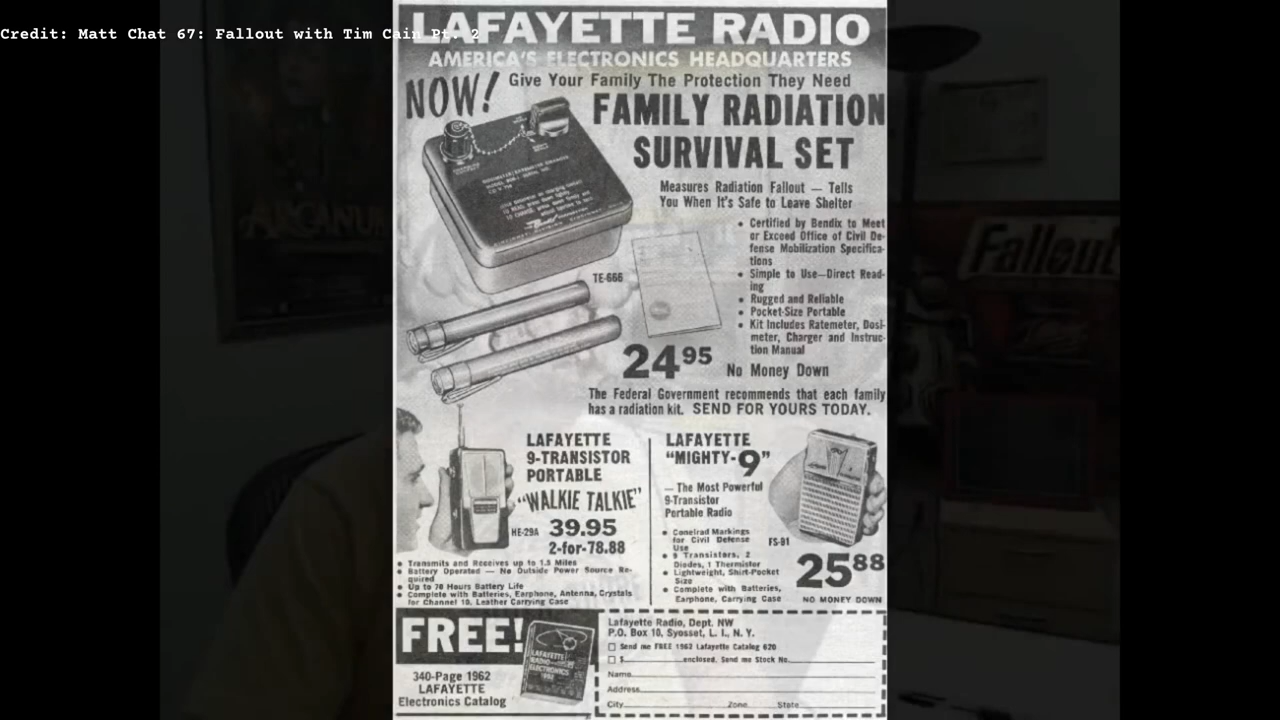 Credit: Matt Chat 67: Fallout with Tim Cain Pt. 2
LAFAYETTE RADIO
AMERICA'S ELECTRONICS HEADQUARTERS
NOW!
Give Your Family The Protection They Need
FAMILY RADIATION
SURVIVAL SET
Measures Radiation Fallout — Tells
You When It's Safe to Leave Shelter
• Certified by Bendix to Meet
or Exceed Office of Civil De-
fense Mobilization Specifica-
tions
• Simple to Use—Direct Read-
ing
• Rugged and Reliable
• Pocket-Size Portable
• Kit Includes Ratemeter, Dosi-
meter, Charger and Instruc-
tion Manual
TE-666
24 95
No Money Down
The Federal Government recommends that each family
has a radiation kit. SEND FOR YOURS TODAY.
LAFAYETTE
9-TRANSISTOR
PORTABLE
"WALKIE TALKIE"
HE-29A
39.95
2-for-78.88
• Transmits and Receives up to 1.5 Miles
• Battery Operated — No Outside Power Source Re-
quired
• Up to 70 Hours Battery Life
• Complete with Batteries, Earphone, Antenna, Crystals
for Channel 10, Leather Carrying Case
LAFAYETTE
"MIGHTY-9"
— The Most Powerful
9-Transistor
Portable Radio
• Conelrad Markings
for Civil Defense
Use
• 9 Transistors, 2
Diodes, 1 Thermistor
• Lightweight, Shirt-Pocket
Size
• Complete with Batteries,
Earphone, Carrying Case
FS-91
25 88
NO MONEY DOWN
FREE!
340-Page 1962
LAFAYETTE
Electronics Catalog
LAFAYETTE
RADIO
ELECTRONICS
1962
Lafayette Radio, Dept. NW
P.O. Box 10, Syosset, L. I., N. Y.
Send me FREE 1962 Lafayette Catalog 620
$ enclosed. Send me Stock No.
Name
Address
City Zone State
ARCANUM
Fallout